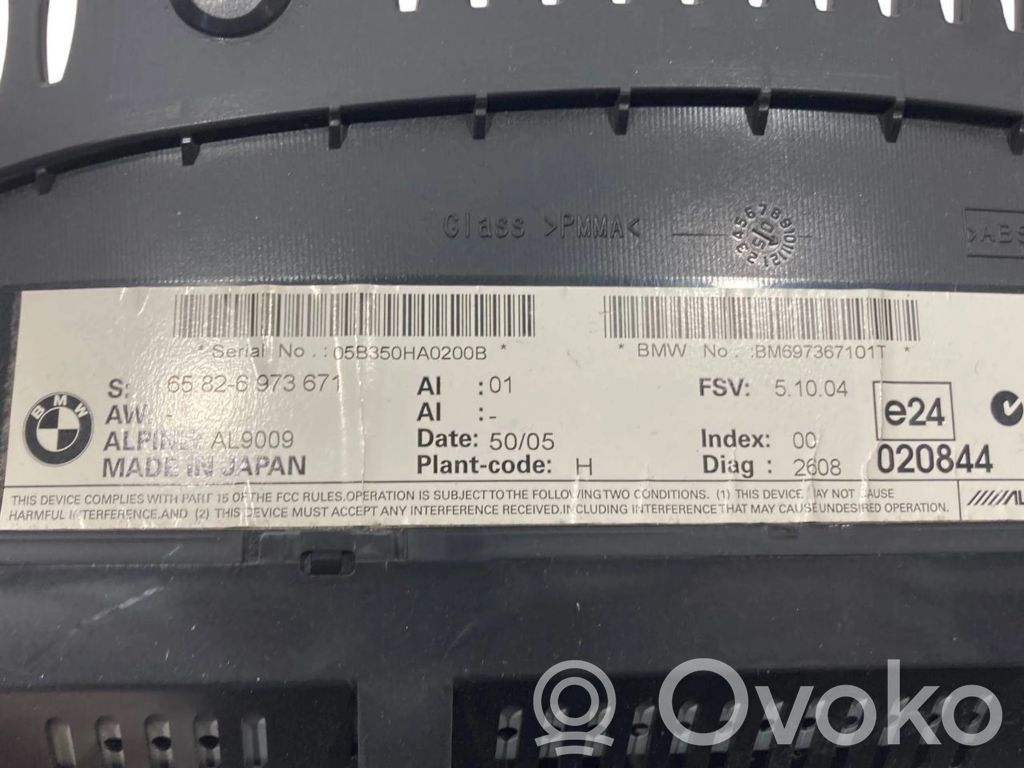 Glass >PMMA<
>ABS
* Serial No .: 05B350HA0200B *
* BMW No .: BM697367101T *
S: 65 82-6 973 671
AW: -
ALPINE: AL9009
MADE IN JAPAN
AI : 01
AI : -
Date: 50/05
Plant-code: H
FSV: 5.10.04
Index: 00
Diag : 2608
e24
020844
BMW
THIS DEVICE COMPLIES WITH PART 15 OF THE FCC RULES.OPERATION IS SUBJECT TO THE FOLLOWING TWO CONDITIONS. (1) THIS DEVICE MAY NOT CAUSE
HARMFUL INTERFERENCE.AND (2) THIS DEVICE MUST ACCEPT ANY INTERFERENCE RECEIVED.INCLUDING INTERFERENCE THAT MAY CAUSE UNDESIRED OPERATION.
Ovoko